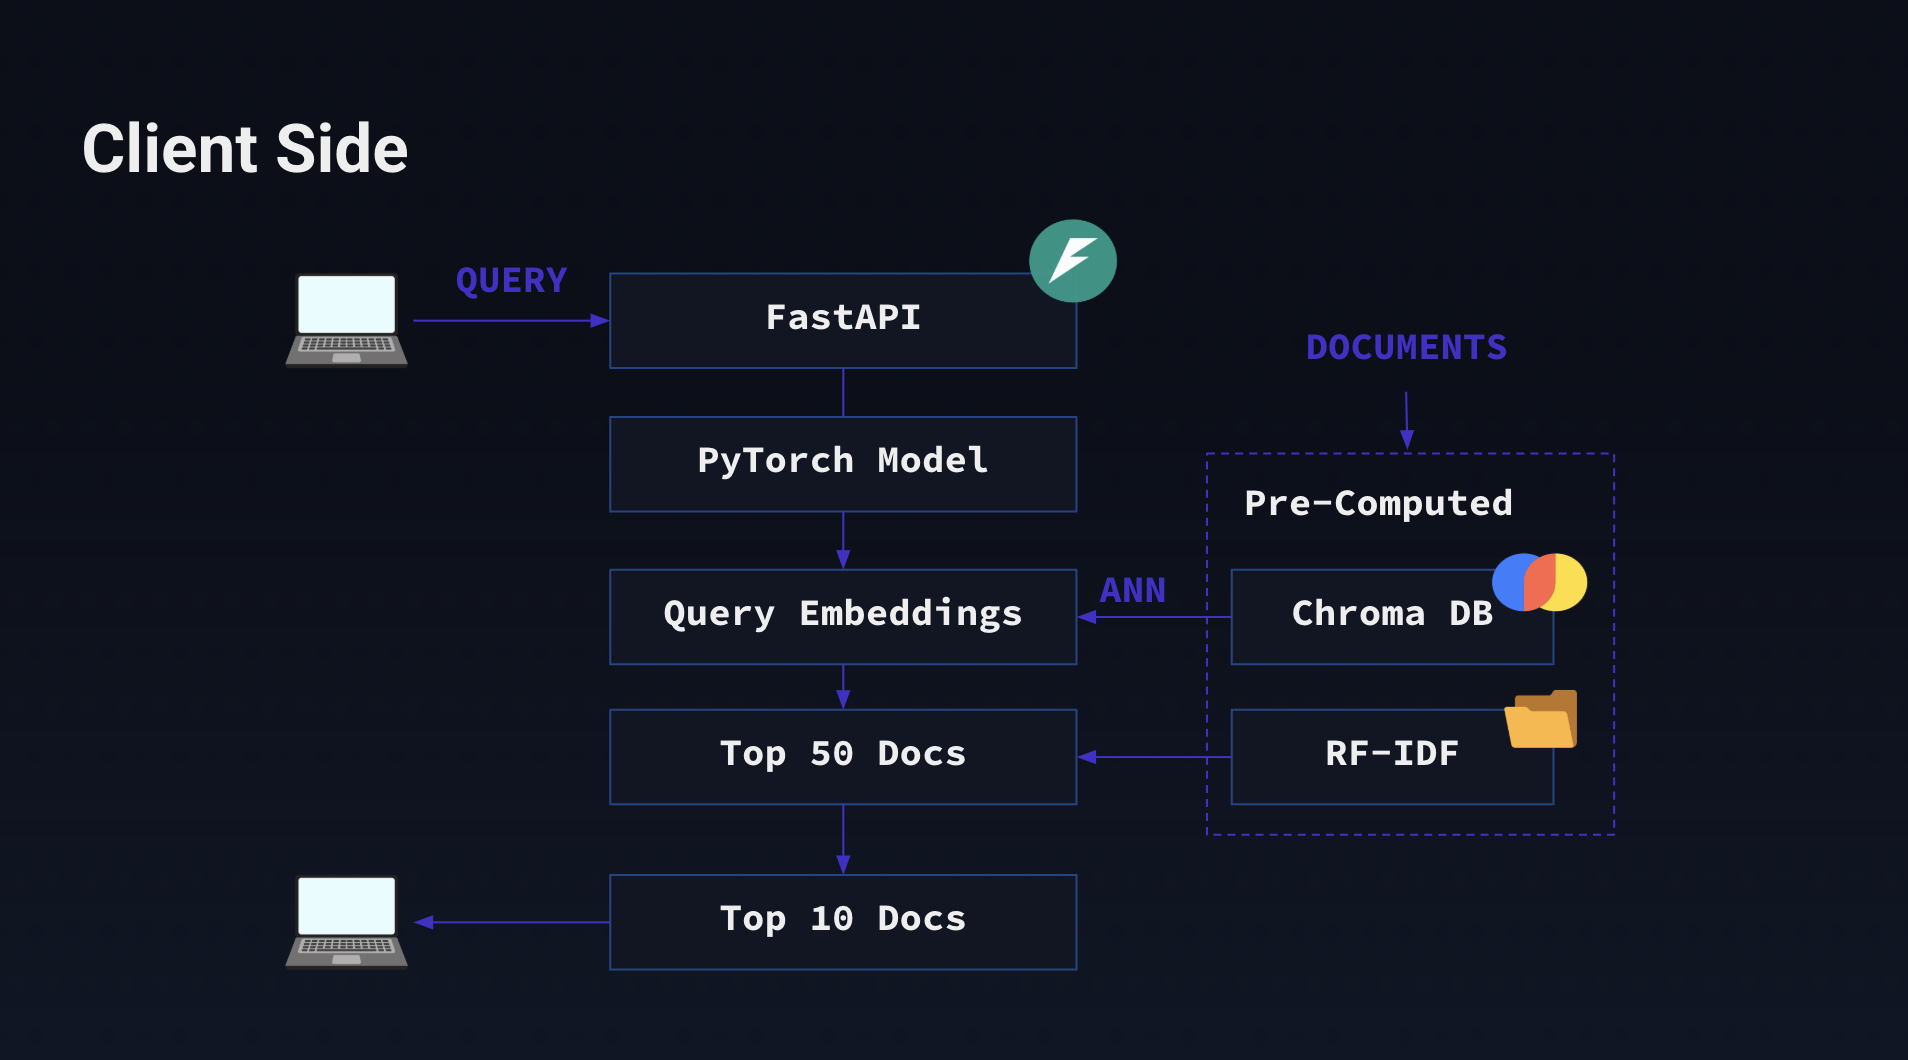 Client Side
QUERY
FastAPI
DOCUMENTS
PyTorch Model
Pre-Computed
Query Embeddings
ANN
Chroma DB
Top 50 Docs
RF-IDF
Top 10 Docs